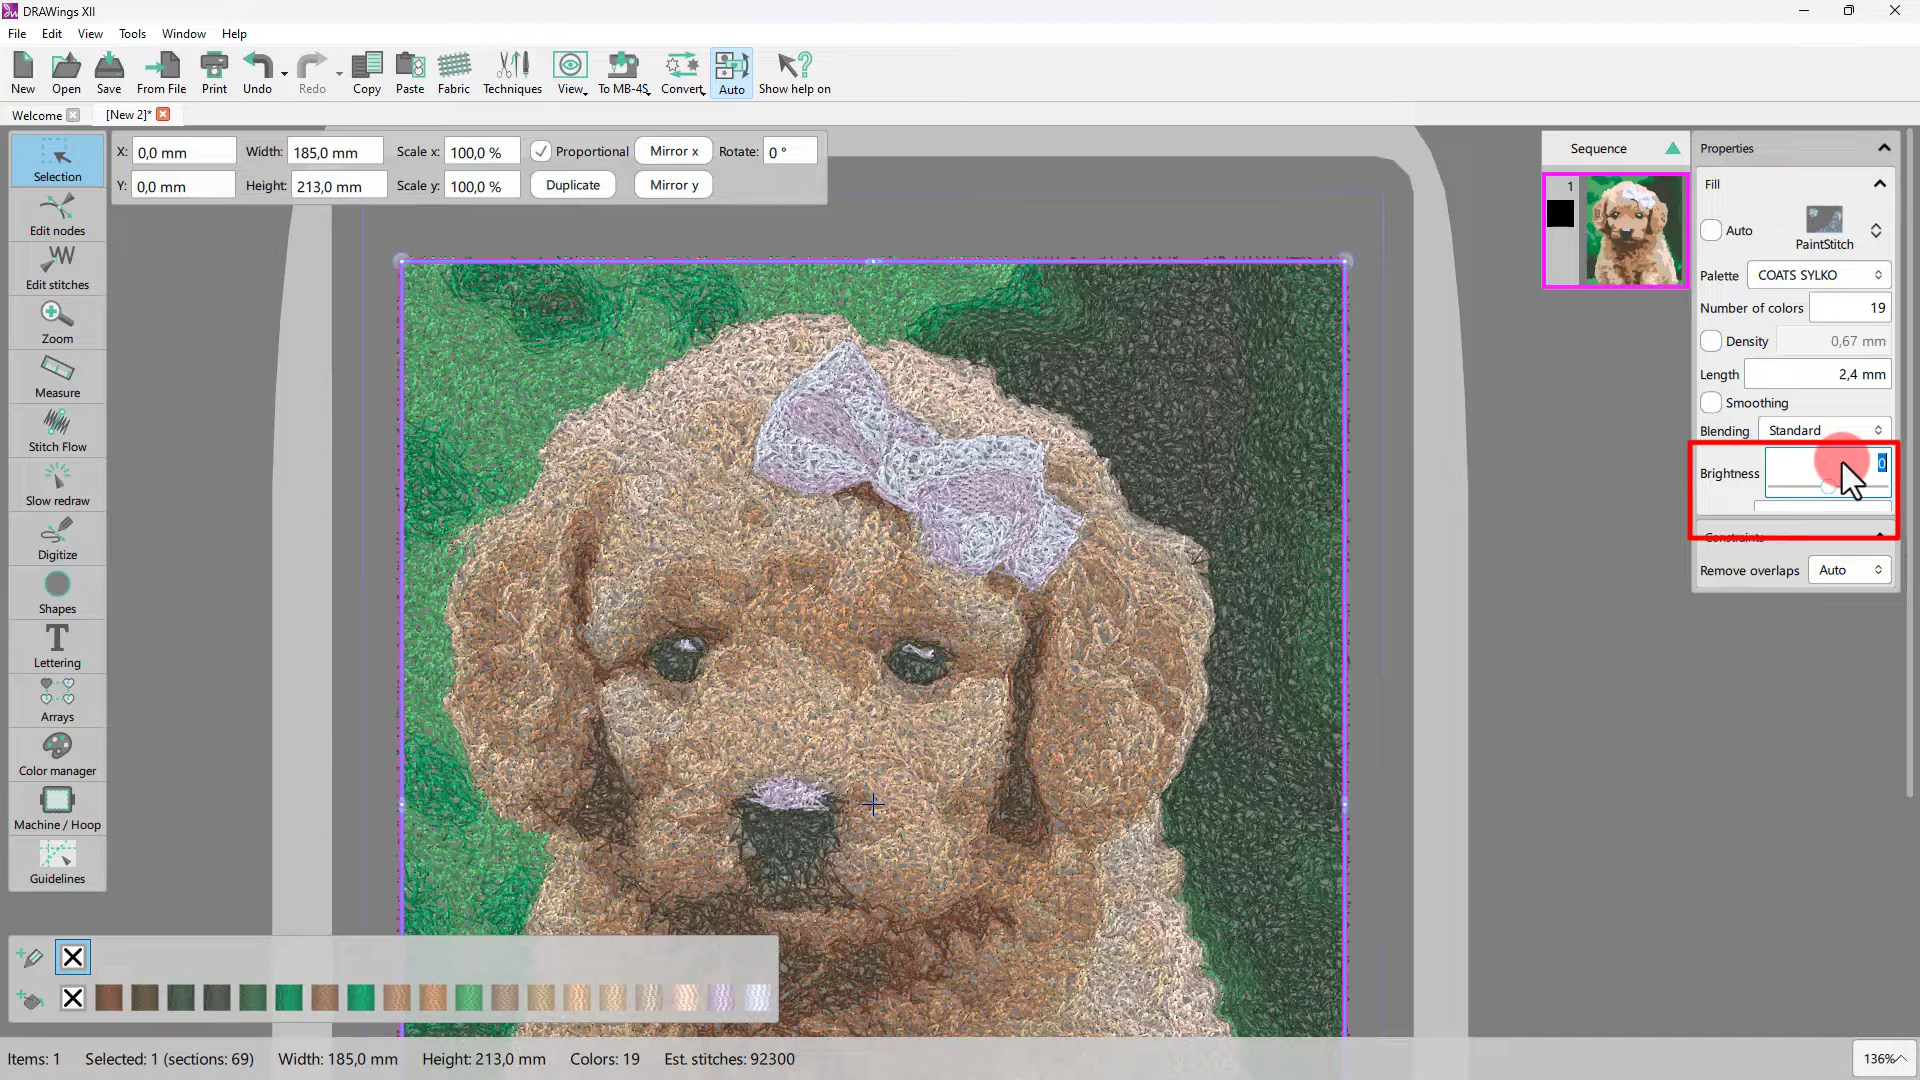 DRAWings XII
File Edit View Tools Window Help
New Open Save From File Print Undo Redo Copy Paste Fabric Techniques View To MB-4S Convert Auto Show help on
Welcome [New 2]*
X: 0,0 mm Width: 185,0 mm Scale x: 100,0 % Proportional Mirror x Rotate: 0 °
Y: 0,0 mm Height: 213,0 mm Scale y: 100,0 % Duplicate Mirror y
Selection
Edit nodes
Edit stitches
Zoom
Measure
Stitch Flow
Slow redraw
Digitize
Shapes
Lettering
Arrays
Color manager
Machine / Hoop
Guidelines
Sequence
1
Properties
Fill
Auto PaintStitch
Palette COATS SYLKO
Number of colors 19
Density 0,67 mm
Length 2,4 mm
Smoothing
Blending Standard
Brightness 0
Constraints
Remove overlaps Auto
Items: 1 Selected: 1 (sections: 69) Width: 185,0 mm Height: 213,0 mm Colors: 19 Est. stitches: 92300
136%